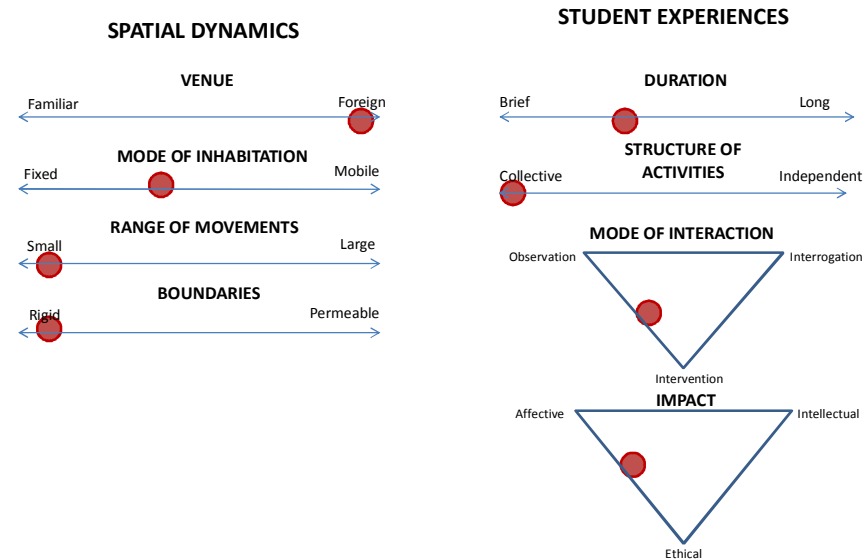 SPATIAL DYNAMICS
VENUE
Familiar
Foreign
MODE OF INHABITATION
Fixed
Mobile
RANGE OF MOVEMENTS
Small
Large
BOUNDARIES
Rigid
Permeable
STUDENT EXPERIENCES
DURATION
Brief
Long
STRUCTURE OF
ACTIVITIES
Collective
Independent
MODE OF INTERACTION
Observation
Interrogation
Intervention
IMPACT
Affective
Intellectual
Ethical